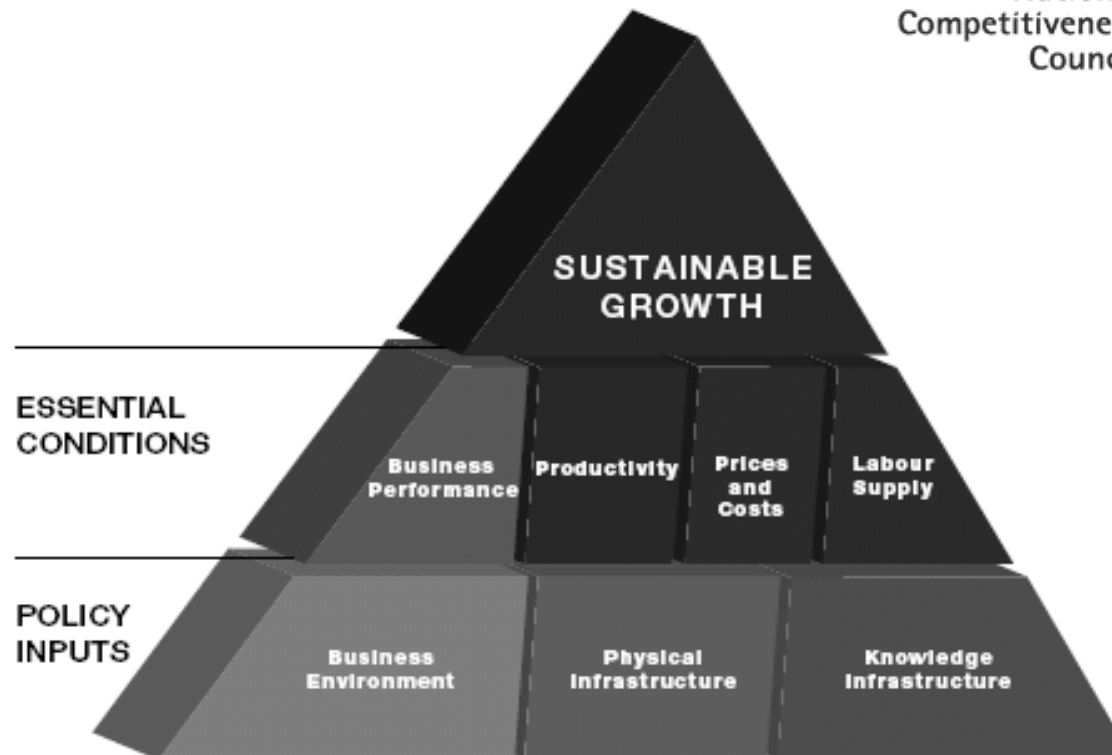 Competitivene
Counc
SUSTAINABLE
GROWTH
ESSENTIAL
CONDITIONS
Business
Performance
Productivity
Prices
and
Costs
Labour
Supply
POLICY
INPUTS
Business
Environment
Physical
Infrastructure
Knowledge
Infrastructure